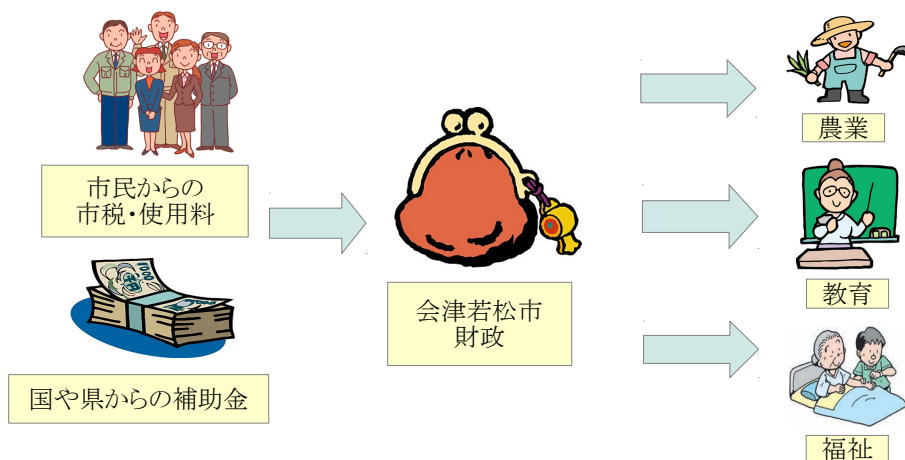 市民からの
市税・使用料
国や県からの補助金
会津若松市
財政
農業
教育
福祉